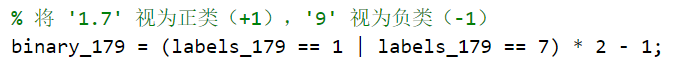 % 将 '1.7' 视为正类（+1），'9' 视为负类（-1）
binary_179 = (labels_179 == 1 | labels_179 == 7) * 2 - 1;